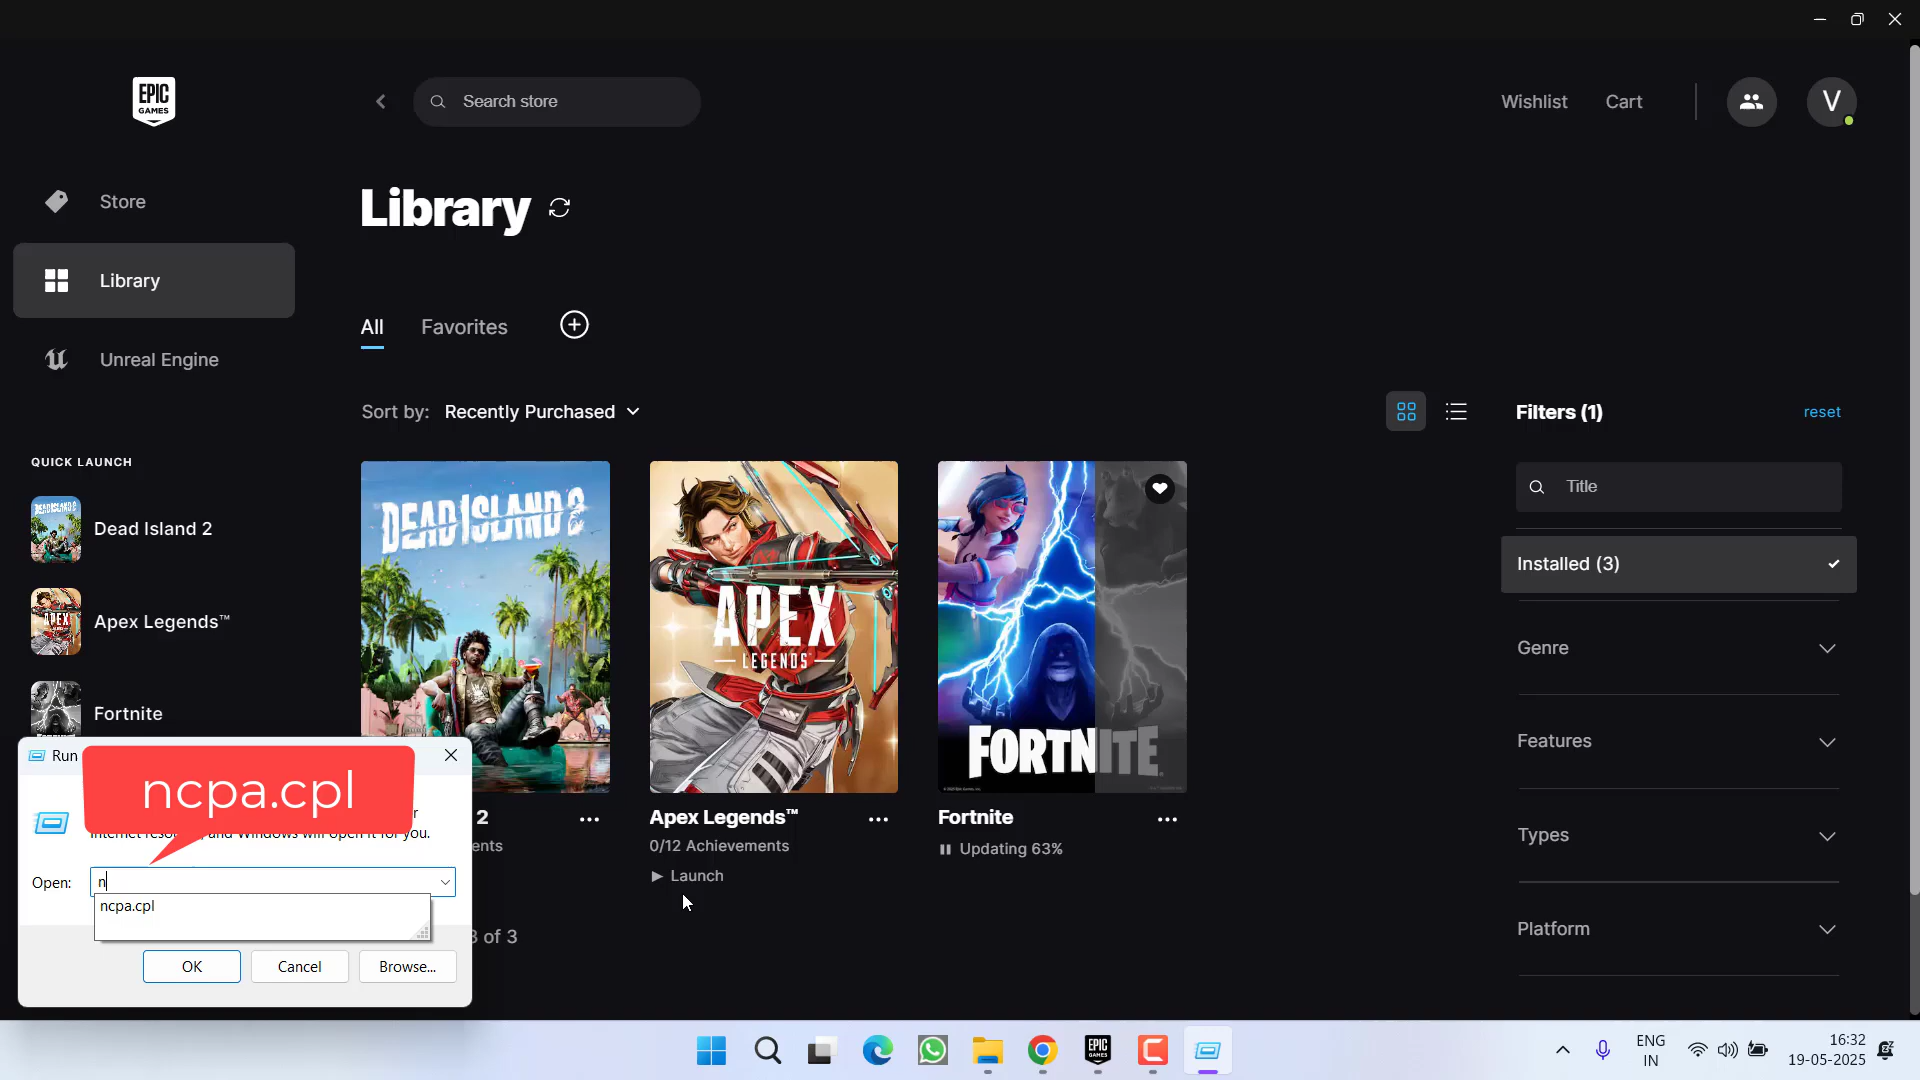 EPIC
GAMES
Search store
Wishlist
Cart
V
Store
Library
Unreal Engine
Library
All
Favorites
Sort by: Recently Purchased
Filters (1)
reset
QUICK LAUNCH
Dead Island 2
Apex Legends™
Fortnite
DEAD ISLAND 2
APEX
LEGENDS
FORTNITE
Title
Installed (3)
Genre
Features
Types
Platform
2
ents
Apex Legends™
0/12 Achievements
Launch
Fortnite
Updating 63%
3 of 3
Run
ncpa.cpl
and Windows will open it for you.
Open:
n
ncpa.cpl
OK
Cancel
Browse...
EPIC
GAMES
ENG
IN
16:32
19-05-2025